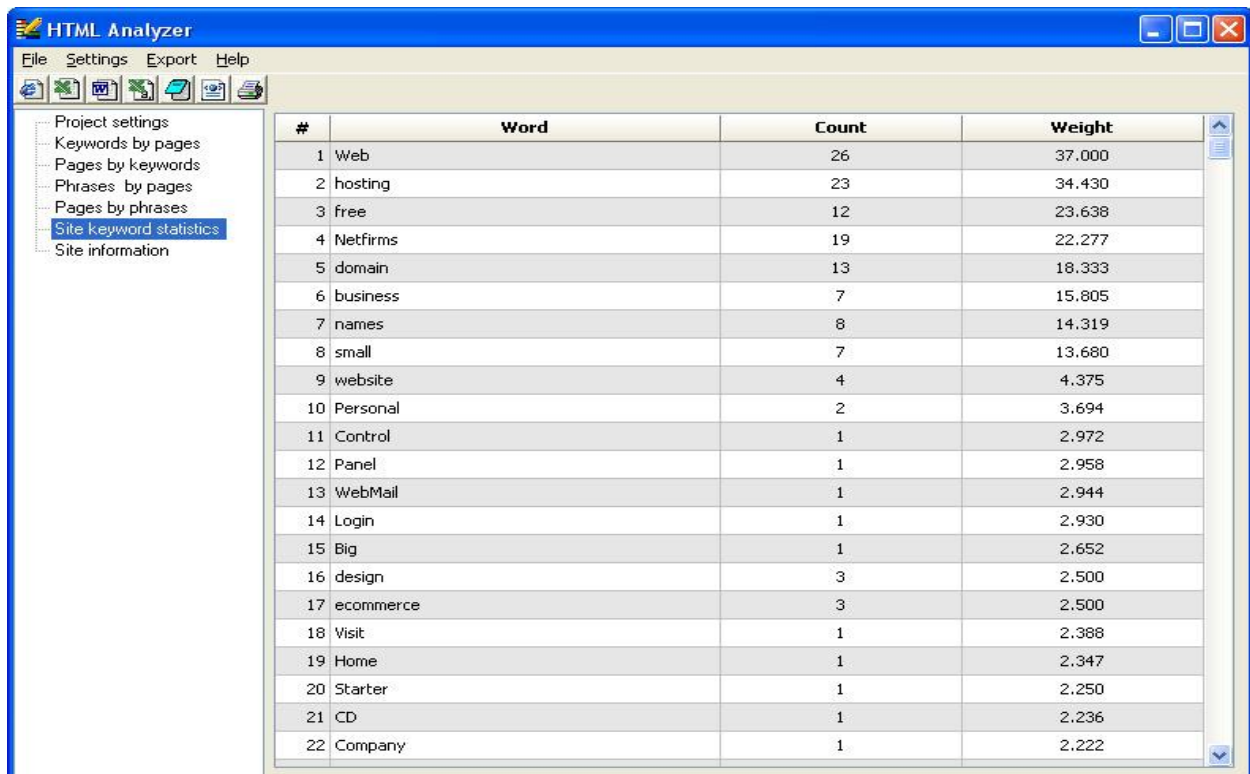 HTML Analyzer
File Settings Export Help
Project settings
Keywords by pages
Pages by keywords
Phrases by pages
Pages by phrases
Site keyword statistics
Site information
# Word Count Weight
1 Web 26 37.000
2 hosting 23 34.430
3 free 12 23.638
4 Netfirms 19 22.277
5 domain 13 18.333
6 business 7 15.805
7 names 8 14.319
8 small 7 13.680
9 website 4 4.375
10 Personal 2 3.694
11 Control 1 2.972
12 Panel 1 2.958
13 WebMail 1 2.944
14 Login 1 2.930
15 Big 1 2.652
16 design 3 2.500
17 ecommerce 3 2.500
18 Visit 1 2.388
19 Home 1 2.347
20 Starter 1 2.250
21 CD 1 2.236
22 Company 1 2.222